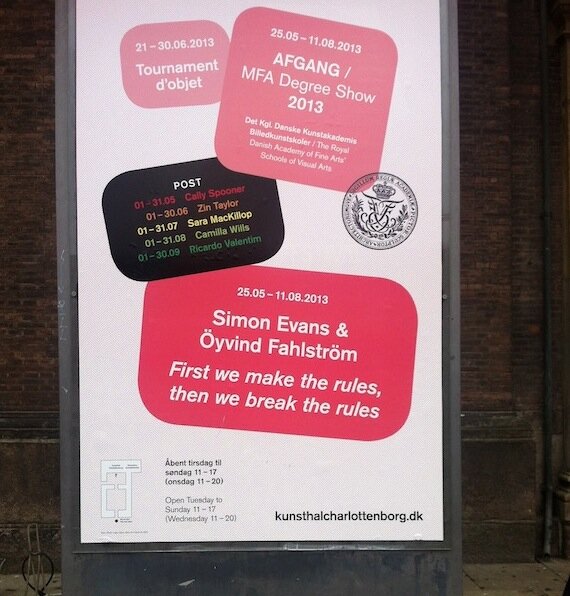 21 – 30.06.2013
Tournament
d'objet
25.05 – 11.08.2013
AFGANG /
MFA Degree Show
2013
Det Kgl. Danske Kunstakademis
Billedkunstskoler / The Royal
Danish Academy of Fine Arts'
Schools of Visual Arts
POST
01 – 31.05 Cally Spooner
01 – 30.06 Zin Taylor
01 – 31.07 Sara MacKillop
01 – 31.08 Camilla Wills
01 – 30.09 Ricardo Valentim
25.05 – 11.08.2013
Simon Evans &
Öyvind Fahlström
First we make the rules,
then we break the rules
Åbent tirsdag til
søndag 11 – 17
(onsdag 11 – 20)
Open Tuesday to
Sunday 11 – 17
(Wednesday 11 – 20)
kunsthalcharlottenborg.dk